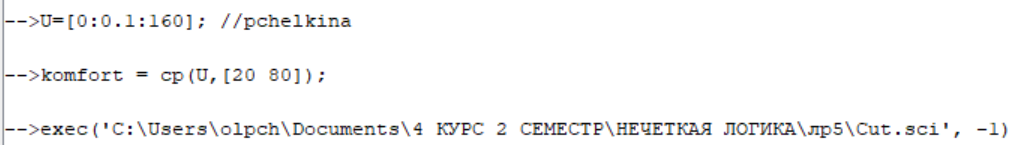 -->U=[0:0.1:160]; //pchelkina
-->komfort = cp(U,[20 80]);
-->exec('C:\Users\olpch\Documents\4 КУРС 2 СЕМЕСТР\НЕЧЕТКАЯ ЛОГИКА\лр5\Cut.sci', -1)